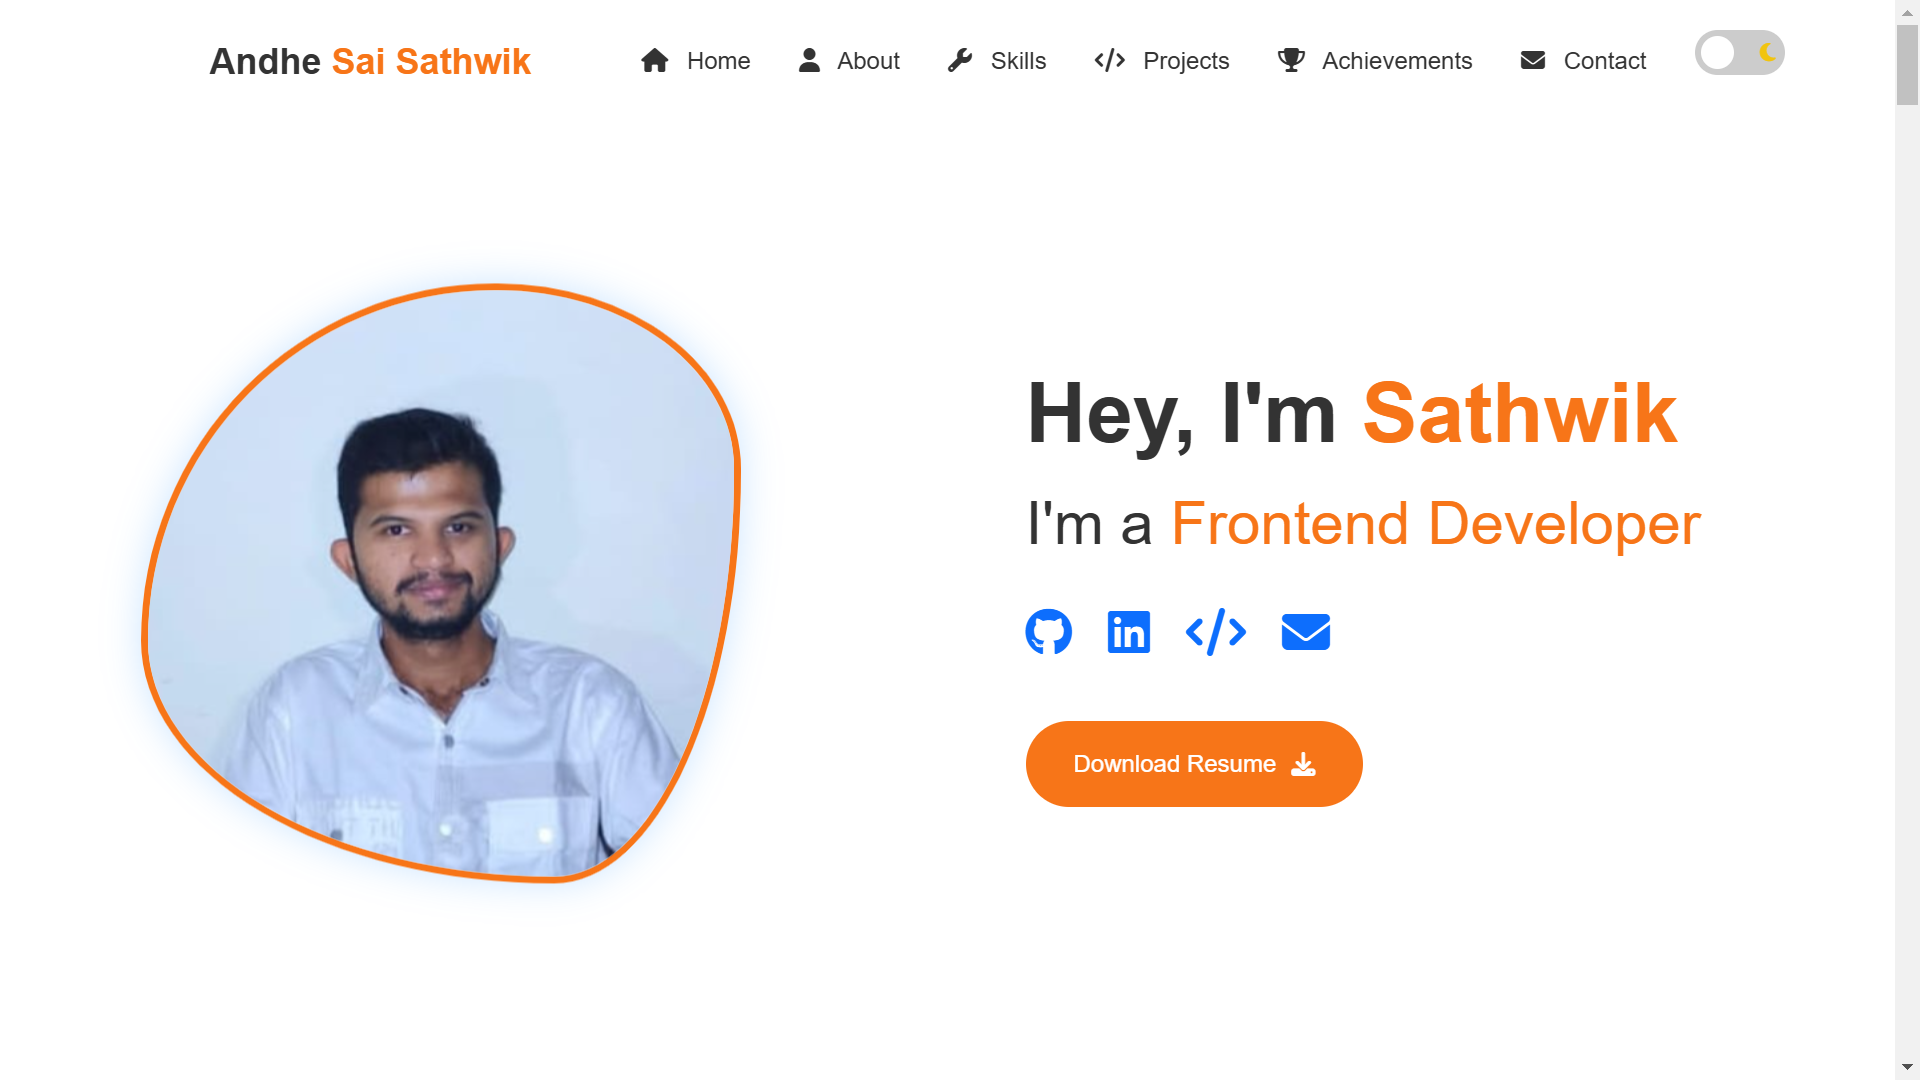 Andhe Sai Sathwik
Home
About
Skills
Projects
Achievements
Contact
Hey, I'm Sathwik
I'm a Frontend Developer
Download Resume